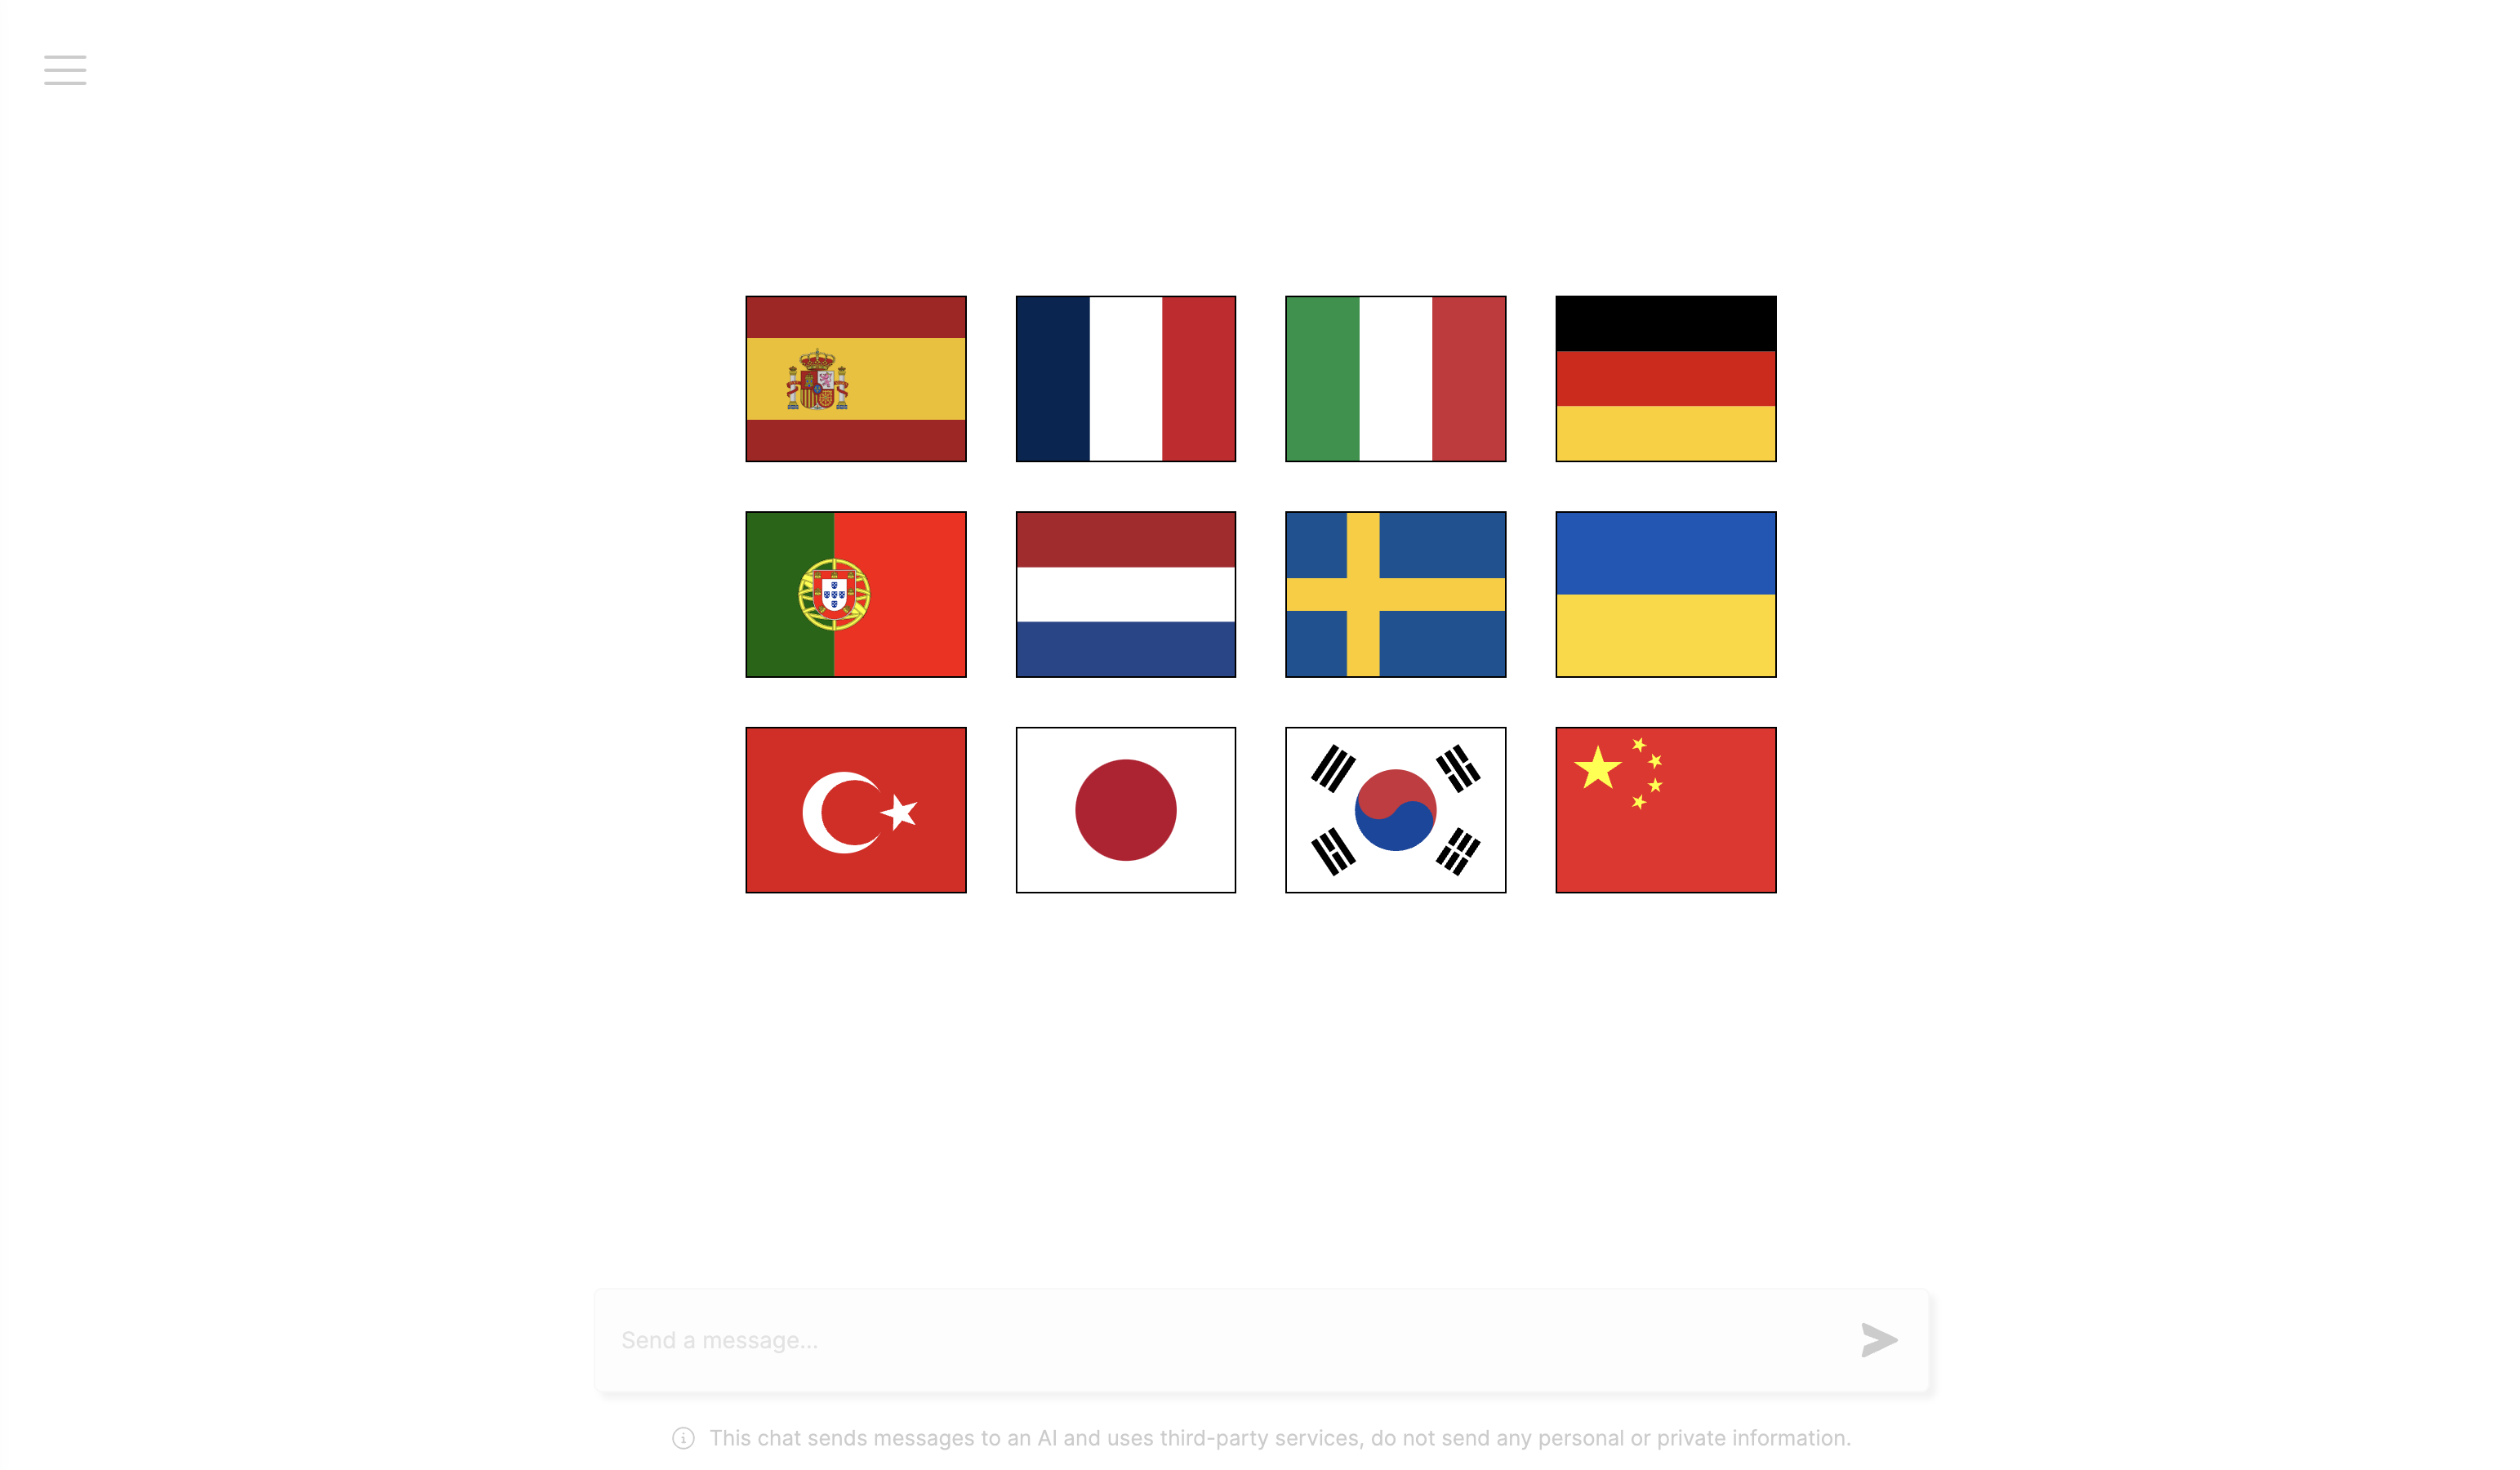 Send a message...
This chat sends messages to an AI and uses third-party services, do not send any personal or private information.